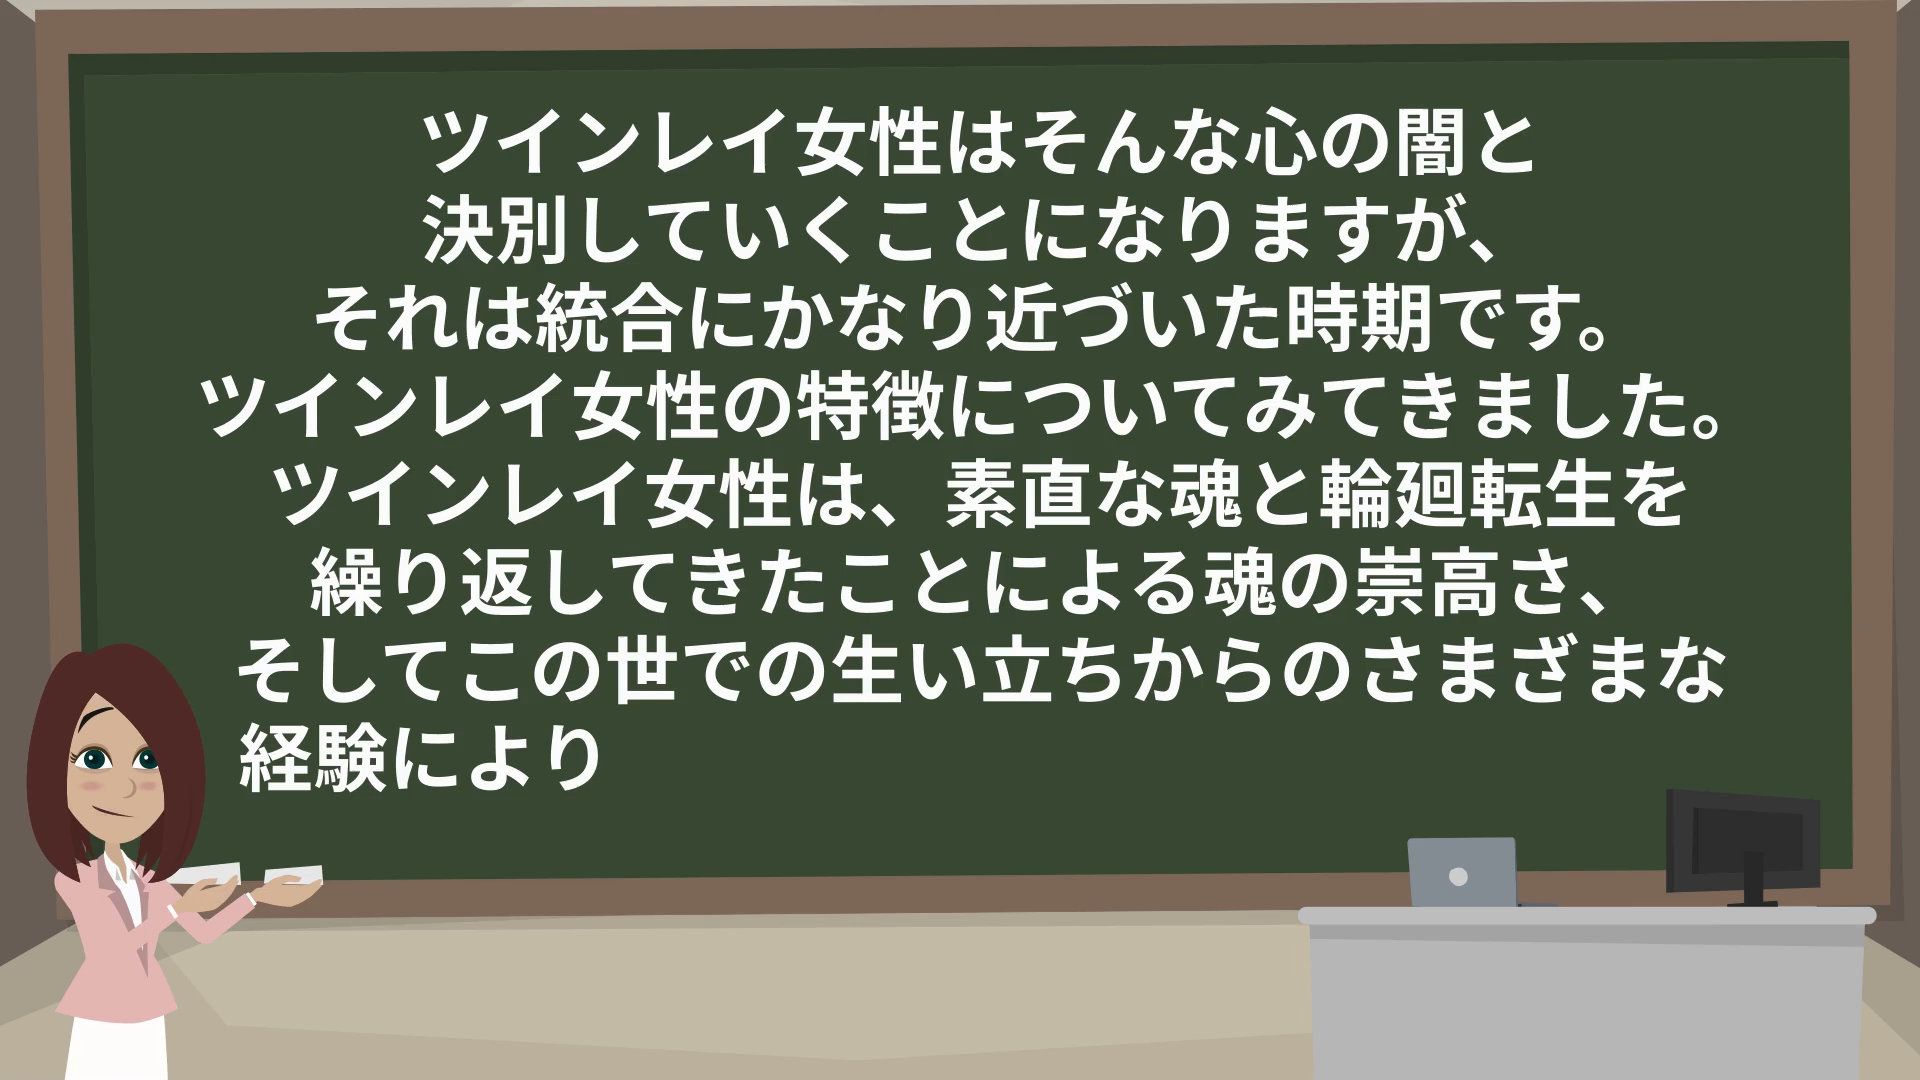 ツインレイ女性はそんな心の闇と
決別していくことになりますが、
それは統合にかなり近づいた時期です。
ツインレイ女性の特徴についてみてきました。
ツインレイ女性は、素直な魂と輪廻転生を
繰り返してきたことによる魂の崇高さ、
そしてこの世での生い立ちからのさまざまな
経験により